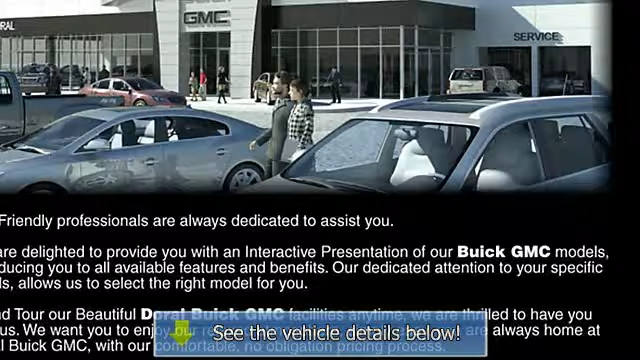 RAL
GMC
SERVICE
Friendly professionals are always dedicated to assist you.
are delighted to provide you with an Interactive Presentation of our Buick GMC models,
ducing you to all available features and benefits. Our dedicated attention to your specific
ds, allows us to select the right model for you.
nd Tour our Beautiful Doral Buick GMC facilities anytime, we are thrilled to have you
us. We want you to enjoy our are always home at
al Buick GMC, with our comfortable, no obligation pricing process.
See the vehicle details below!